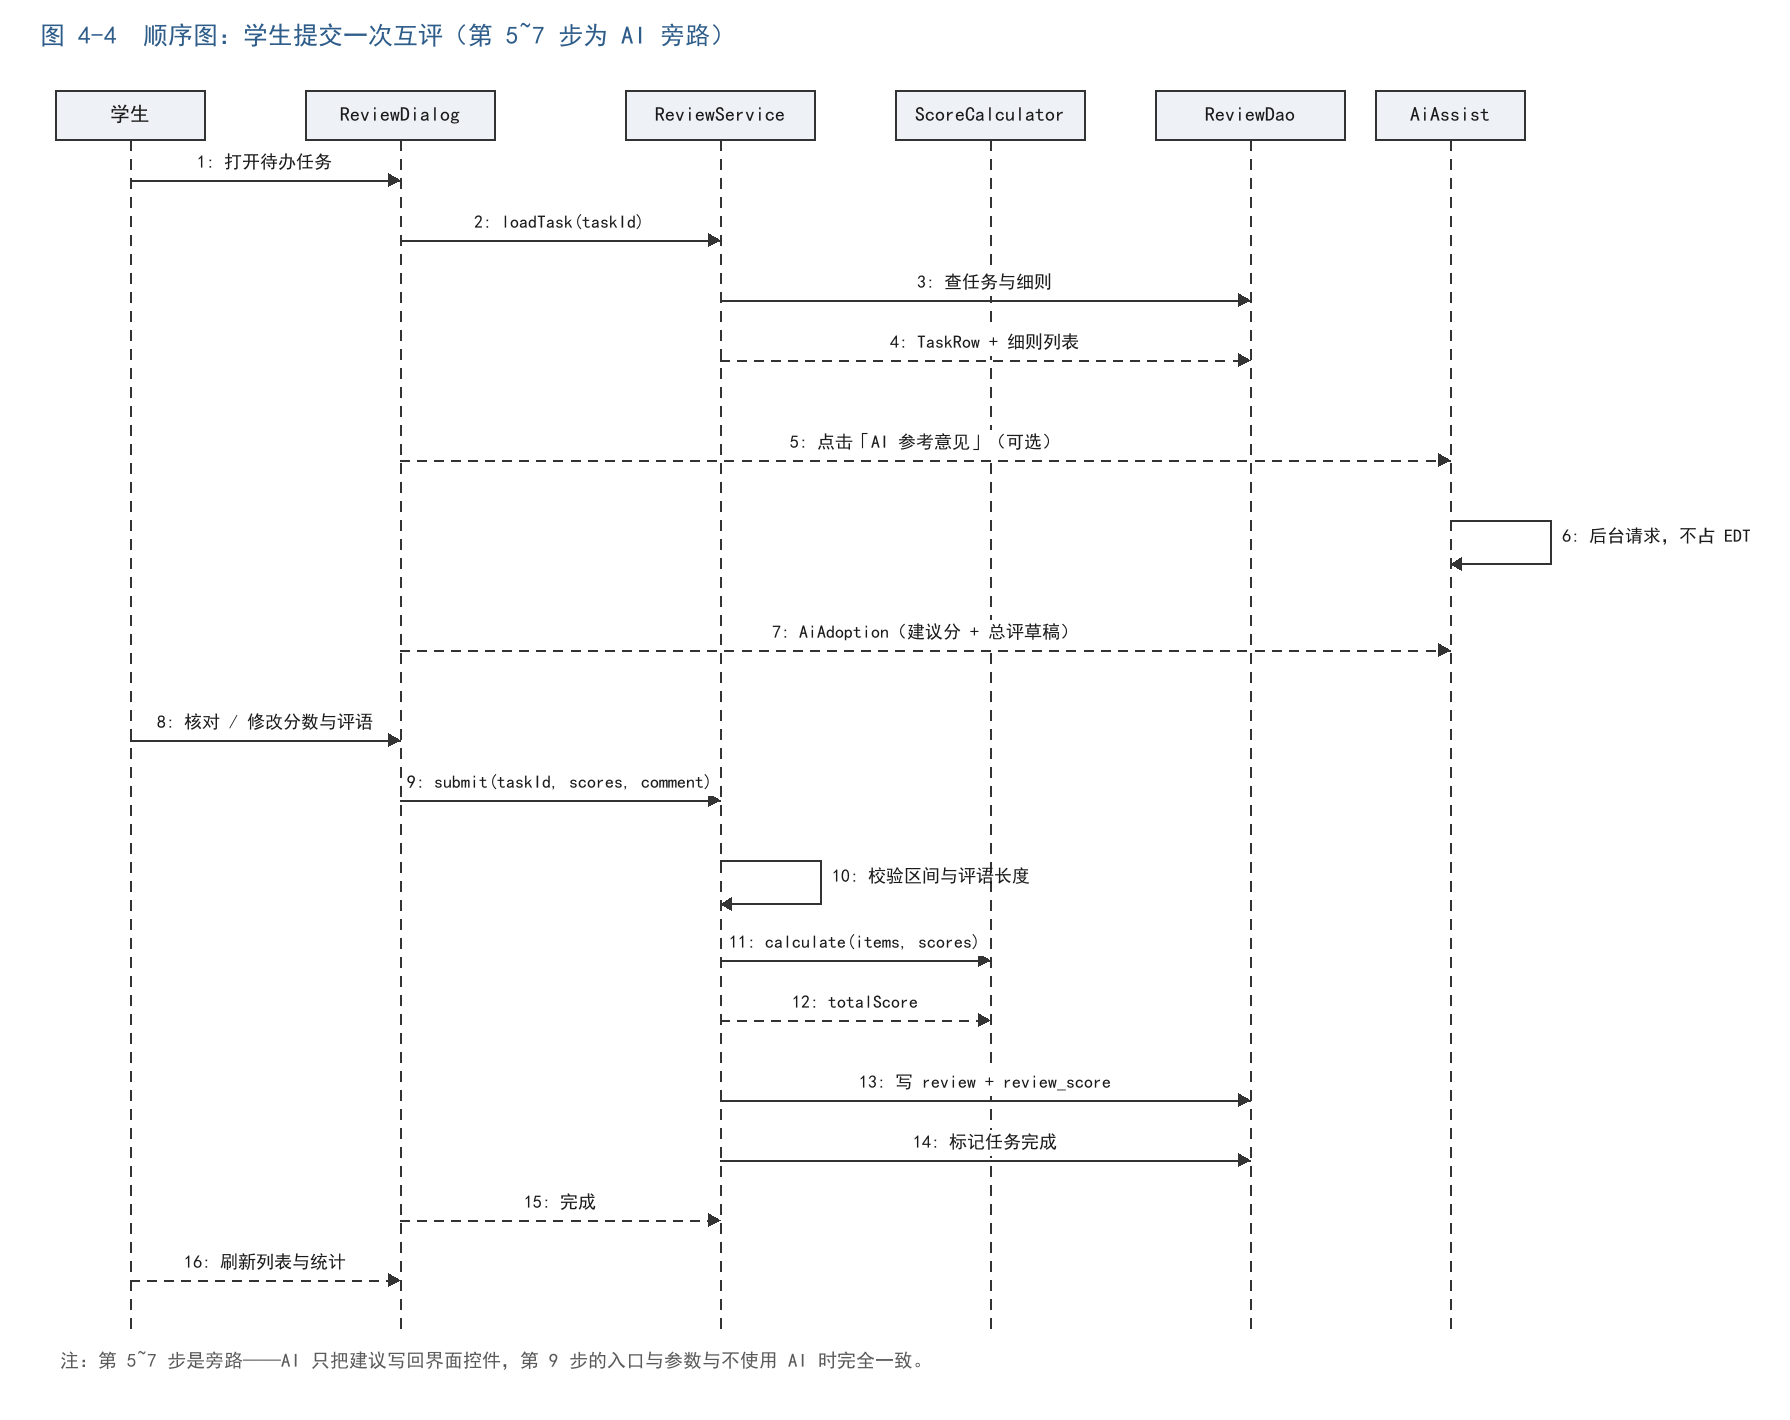 图 4-4  顺序图：学生提交一次互评（第 5~7 步为 AI 旁路）
学生
ReviewDialog
ReviewService
ScoreCalculator
ReviewDao
AiAssist
1: 打开待办任务
2: loadTask(taskId)
3: 查任务与细则
4: TaskRow + 细则列表
5: 点击「AI 参考意见」（可选）
6: 后台请求，不占 EDT
7: AiAdoption（建议分 + 总评草稿）
8: 核对 / 修改分数与评语
9: submit(taskId, scores, comment)
10: 校验区间与评语长度
11: calculate(items, scores)
12: totalScore
13: 写 review + review_score
14: 标记任务完成
15: 完成
16: 刷新列表与统计
注：第 5~7 步是旁路——AI 只把建议写回界面控件，第 9 步的入口与参数与不使用 AI 时完全一致。